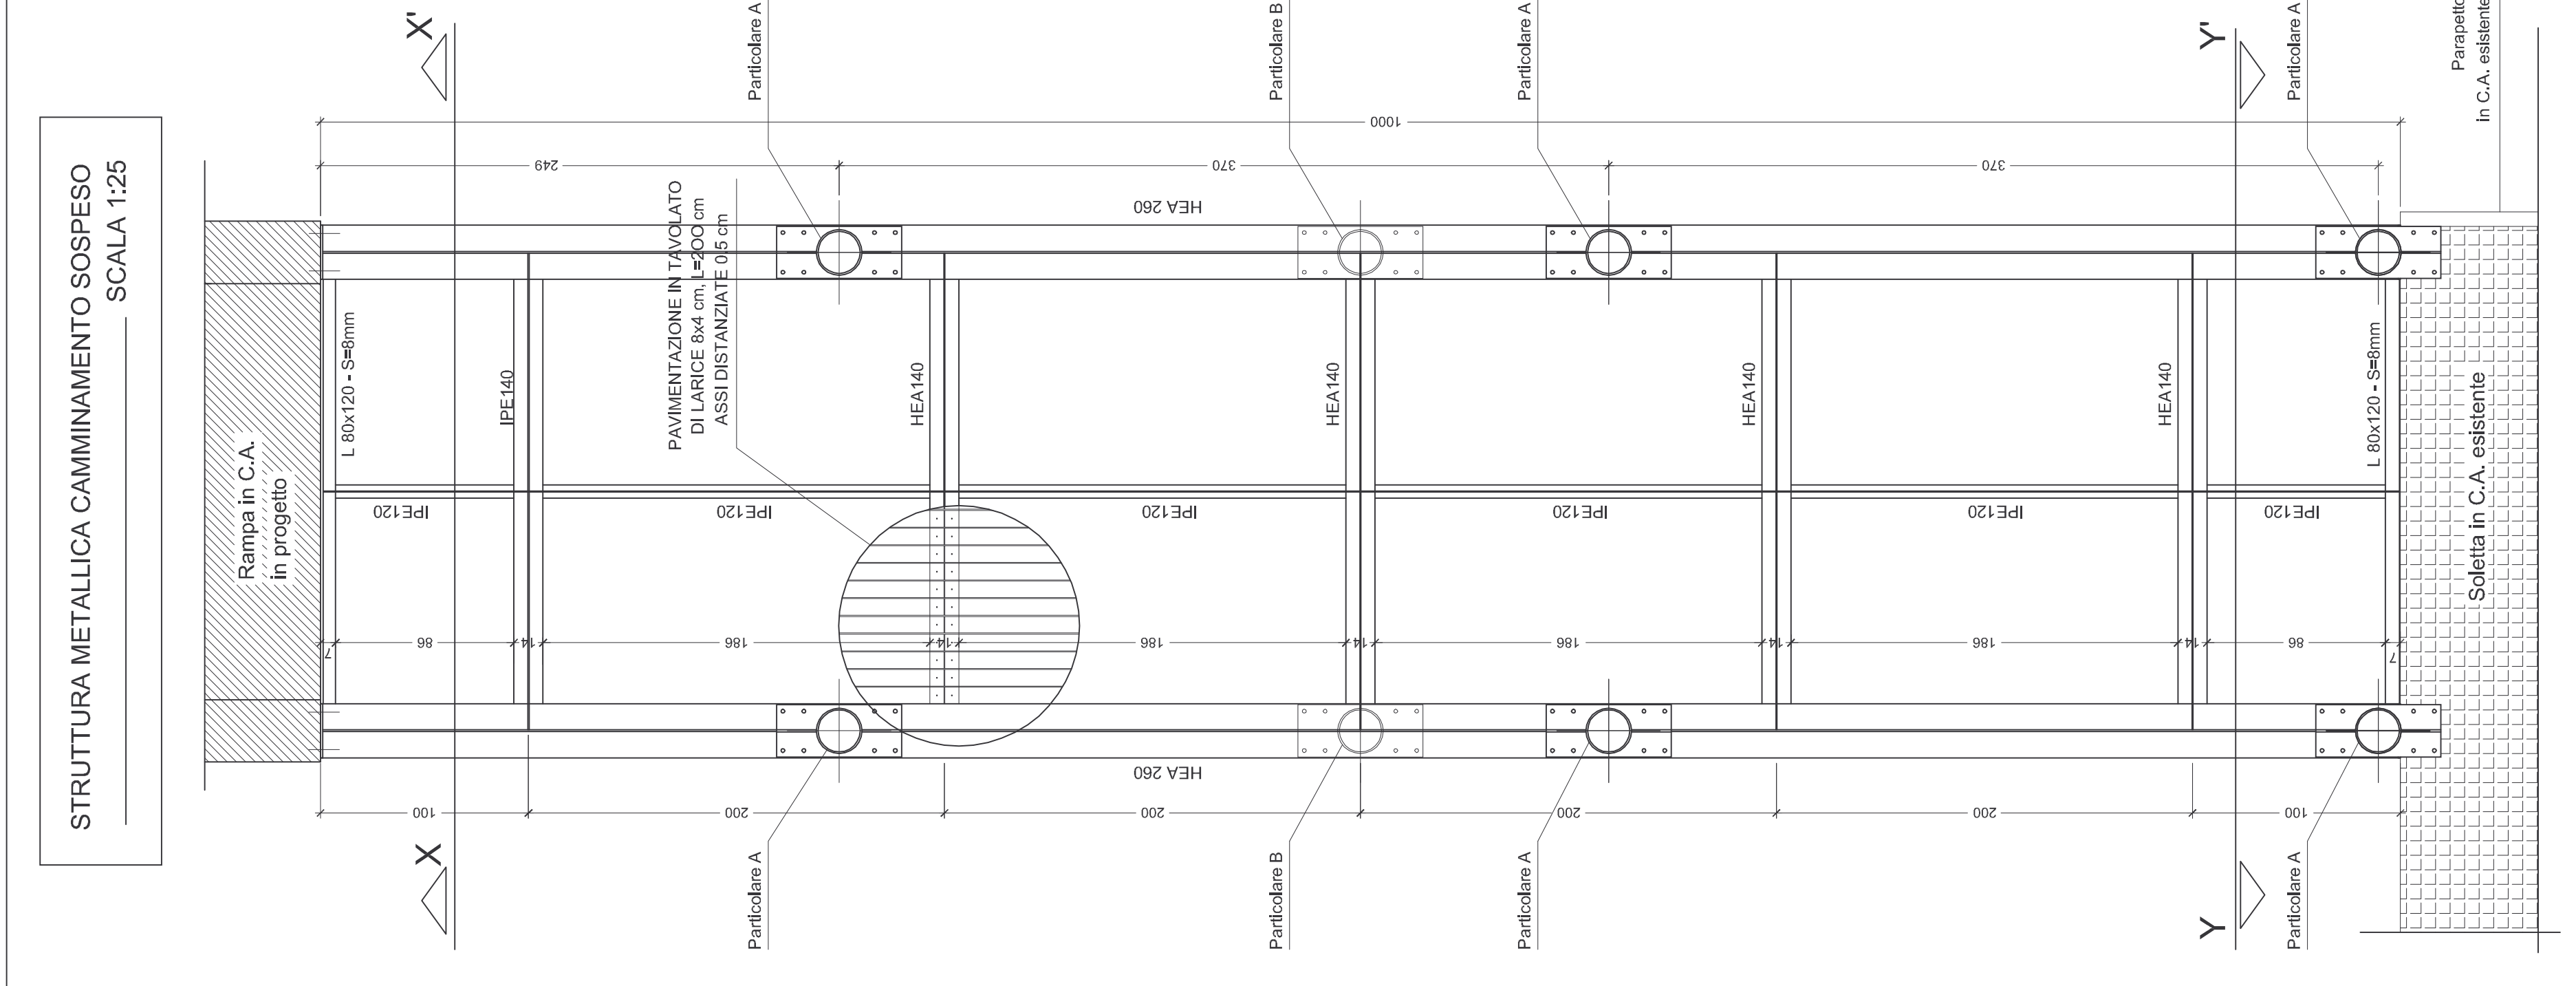 STRUTTURA METALLICA CAMMINAMENTO SOSPESO
SCALA 1:25
Rampa in C.A.
in progetto
X'
X
Y'
Y
Particolare A
Particolare B
Particolare A
Particolare A
Parapetto
in C.A. esistente
1000
249
370
370
HEA 260
PAVIMENTAZIONE IN TAVOLATO
DI LARICE 8x4 cm, L=200 cm
ASSI DISTANZIATE 0.5 cm
L 80x120 - S=8mm
IPE140
HEA140
HEA140
HEA140
HEA140
L 80x120 - S=8mm
IPE120
IPE120
IPE120
IPE120
IPE120
IPE120
Soletta in C.A. esistente
7
86
14
186
14
186
14
186
14
186
14
86
7
HEA 260
100
200
200
200
200
100
Particolare A
Particolare B
Particolare A
Particolare A